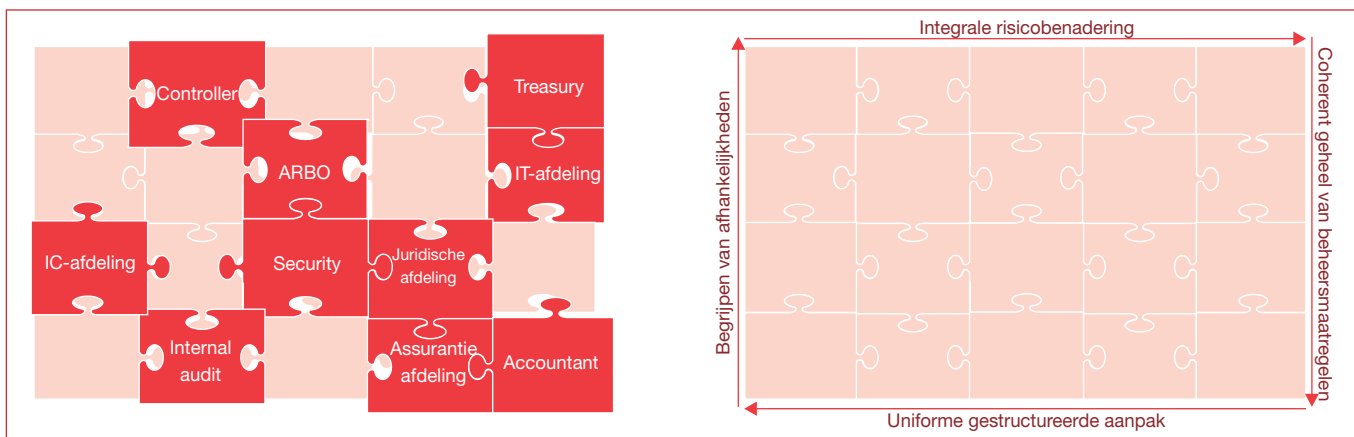 Controller
Treasury
ARBO
IT-afdeling
IC-afdeling
Security
Juridische
afdeling
Internal
audit
Assurantie
afdeling
Accountant
Integrale risicobenadering
Begrijpen van afhankelijkheden
Coherent geheel van beheersmaatregelen
Uniforme gestructureerde aanpak